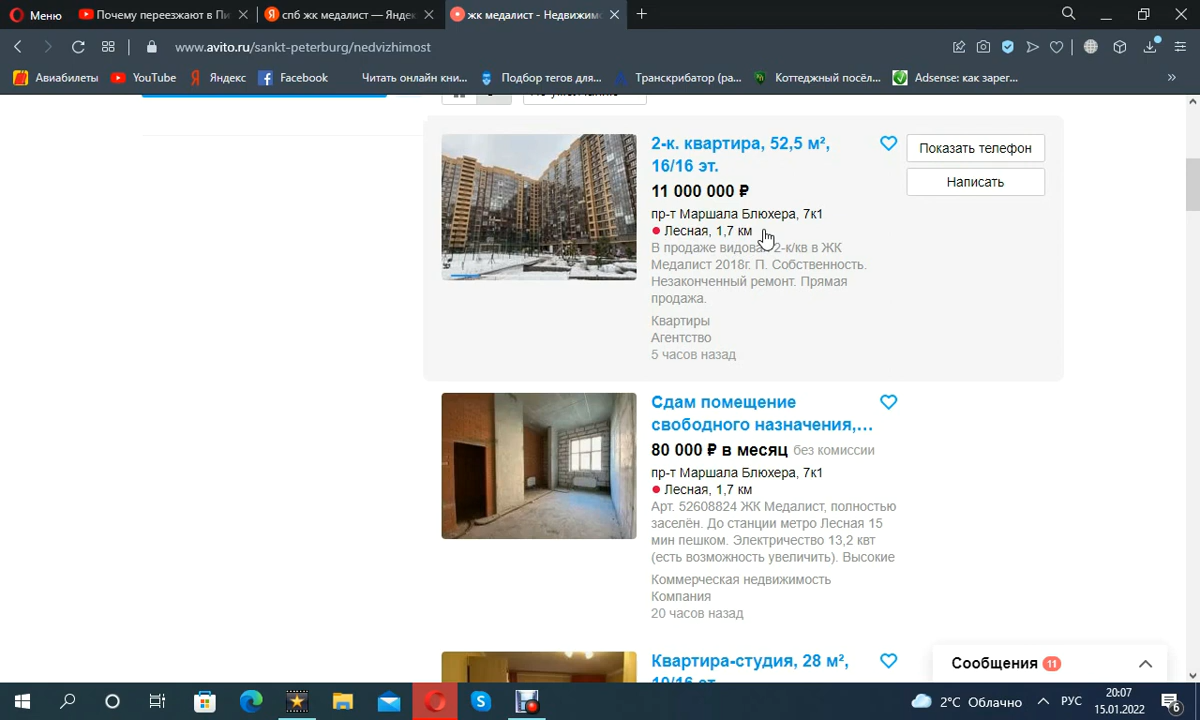 Меню
Почему переезжают в Пи
спб жк медалист — Яндек
жк медалист - Недвижим
www.avito.ru/sankt-peterburg/nedvizhimost
Авиабилеты
YouTube
Яндекс
Facebook
Читать онлайн кни...
Подбор тегов для...
Транскрибатор (ра...
Коттеджный посёл...
Adsense: как зарег...
»
2-к. квартира, 52,5 м²,
16/16 эт.
11 000 000 ₽
пр-т Маршала Блюхера, 7к1
Лесная, 1,7 км
В продаже видовая 2-к/кв в ЖК
Медалист 2018г. П. Собственность.
Незаконченный ремонт. Прямая
продажа.
Квартиры
Агентство
5 часов назад
Показать телефон
Написать
Сдам помещение
свободного назначения,...
80 000 ₽ в месяц без комиссии
пр-т Маршала Блюхера, 7к1
Лесная, 1,7 км
Арт. 52608824 ЖК Медалист, полностью
заселён. До станции метро Лесная 15
мин пешком. Электричество 13,2 квт
(есть возможность увеличить). Высокие
Коммерческая недвижимость
Компания
20 часов назад
Квартира-студия, 28 м²,
Сообщения 11
2°C Облачно
РУС
20:07
15.01.2022
6